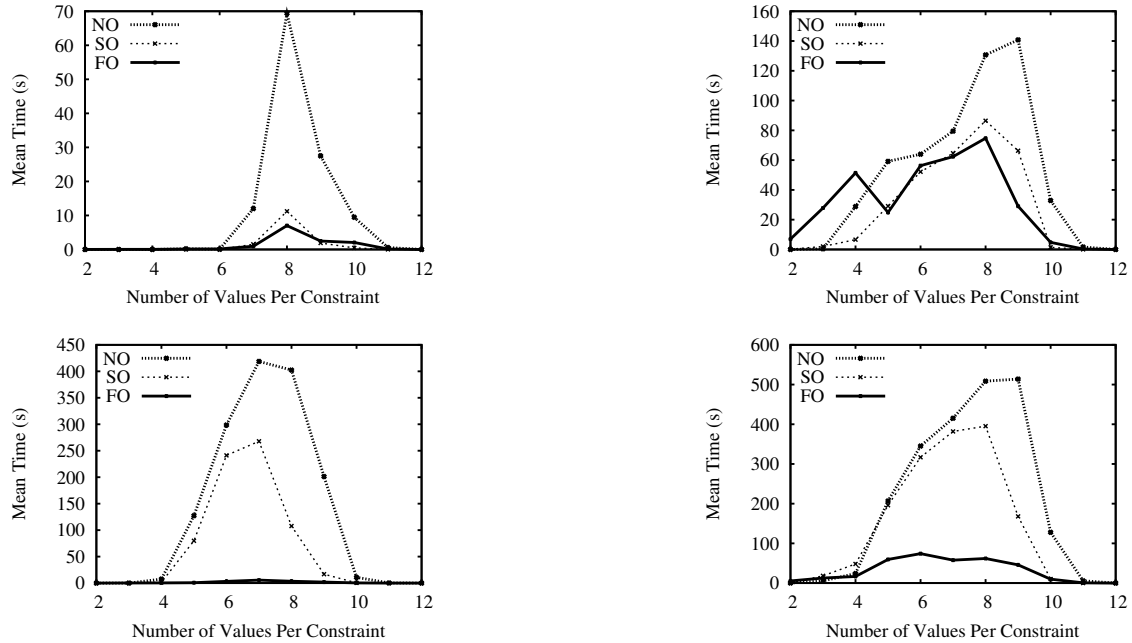 70
60
50
40
30
20
10
0
Mean Time (s)
NO
SO
FO
2 4 6 8 10 12
Number of Values Per Constraint
160
140
120
100
80
60
40
20
0
Mean Time (s)
NO
SO
FO
2 4 6 8 10 12
Number of Values Per Constraint
450
400
350
300
250
200
150
100
50
0
Mean Time (s)
NO
SO
FO
2 4 6 8 10 12
Number of Values Per Constraint
600
500
400
300
200
100
0
Mean Time (s)
NO
SO
FO
2 4 6 8 10 12
Number of Values Per Constraint